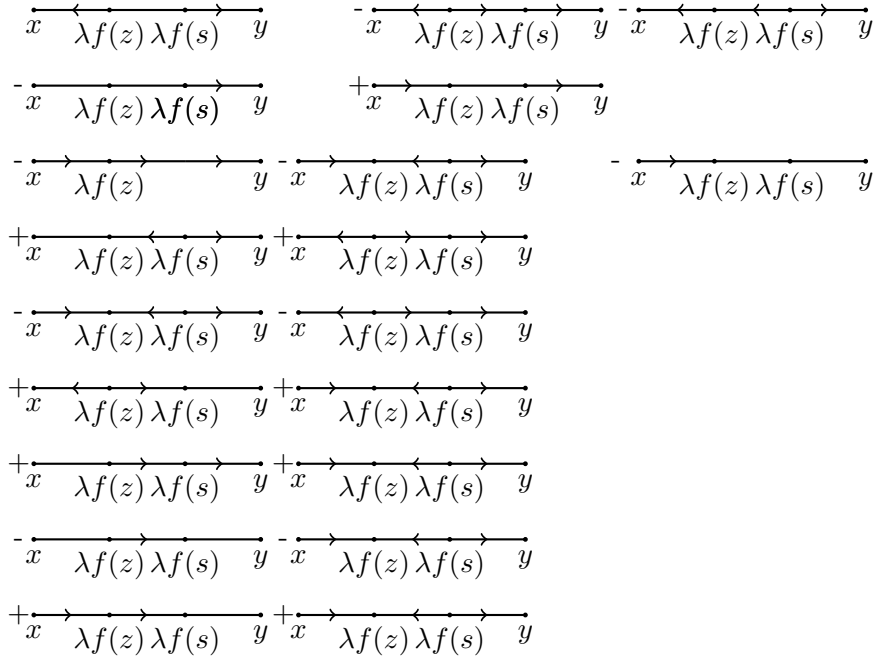 x λf(z) λf(s) y - x λf(z) λf(s) y - x λf(z) λf(s) y
- x λf(z) λf(s) y + x λf(z) λf(s) y
- x λf(z) y - x λf(z) λf(s) y - x λf(z) λf(s) y
+ x λf(z) λf(s) y + x λf(z) λf(s) y
- x λf(z) λf(s) y - x λf(z) λf(s) y
+ x λf(z) λf(s) y + x λf(z) λf(s) y
+ x λf(z) λf(s) y + x λf(z) λf(s) y
- x λf(z) λf(s) y - x λf(z) λf(s) y
+ x λf(z) λf(s) y + x λf(z) λf(s) y